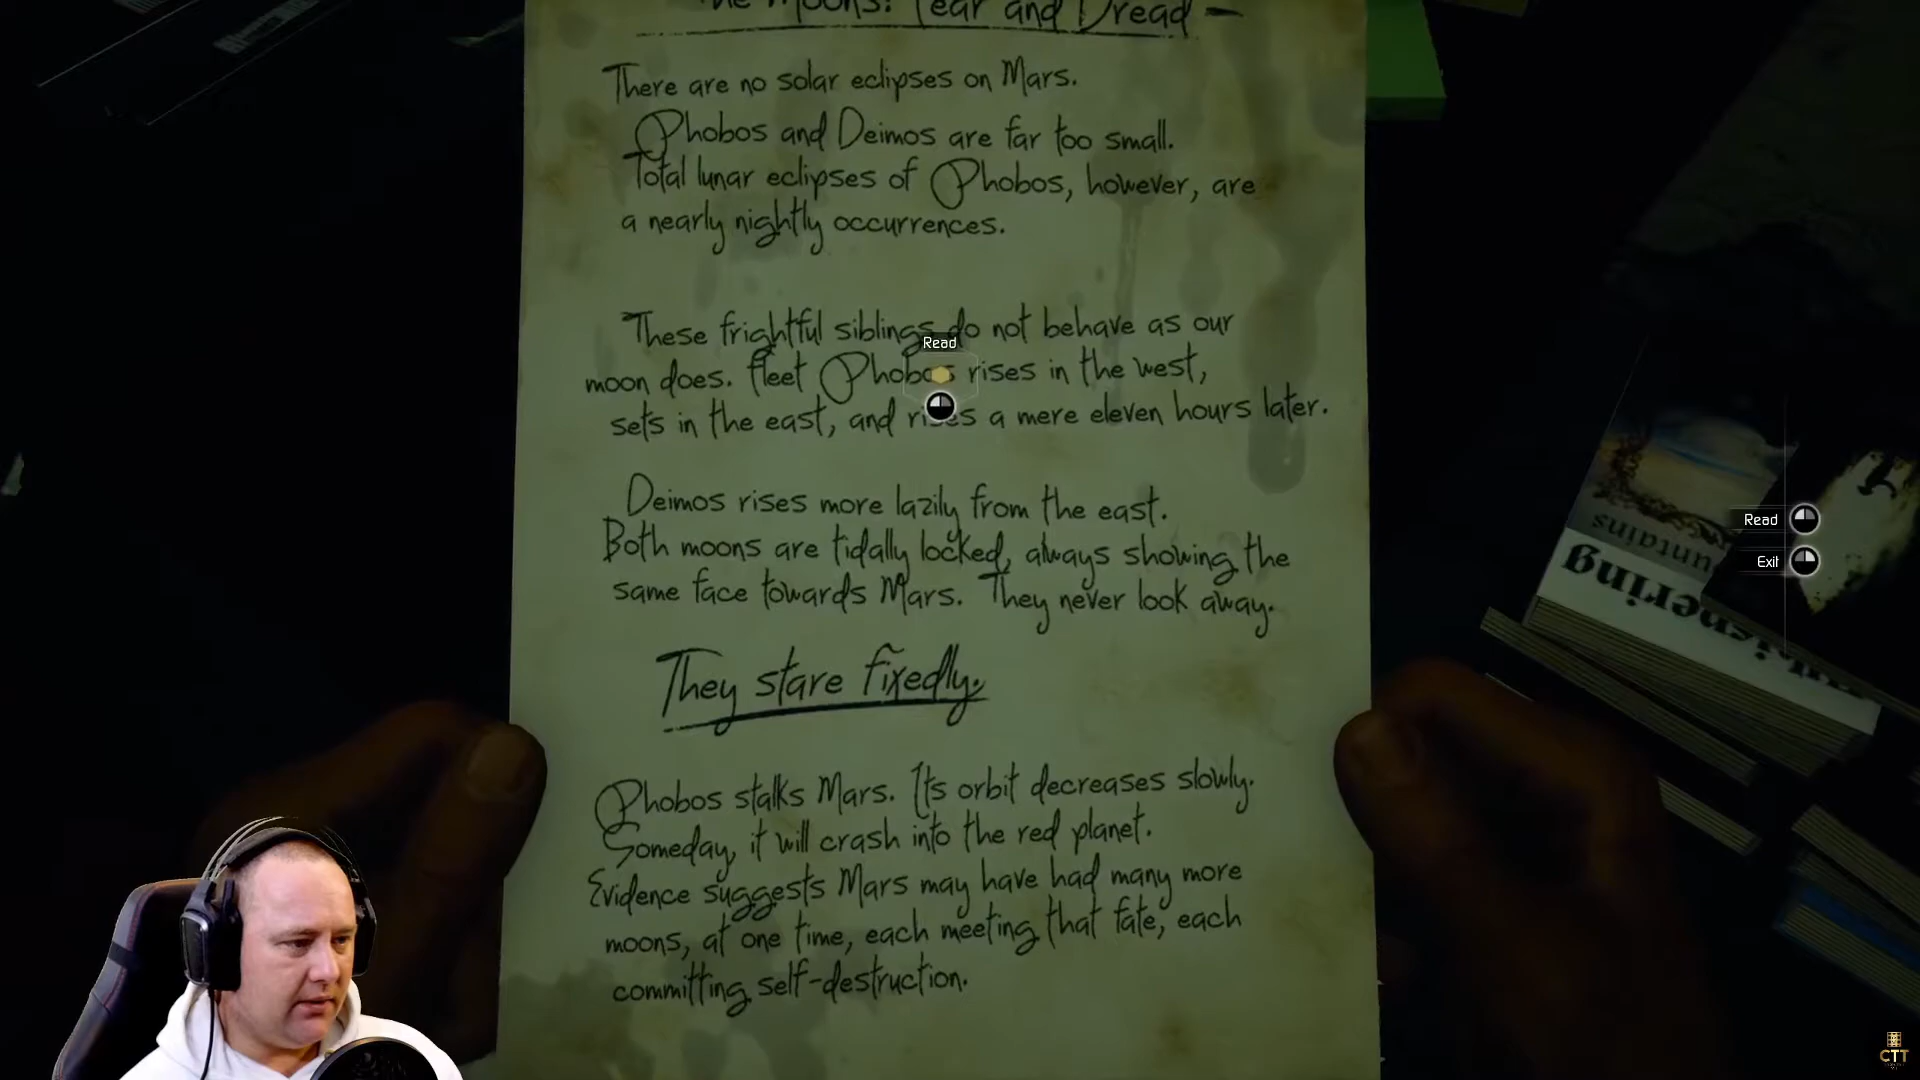 The Moons: Fear and Dread -
There are no solar eclipses on Mars.
Phobos and Deimos are far too small.
Total lunar eclipses of Phobos, however, are
a nearly nightly occurrences.
These frightful siblings do not behave as our
Read
moon does. Fleet Phobos rises in the west,
sets in the east, and rises a mere eleven hours later.
Deimos rises more lazily from the east.
Both moons are tidally locked, always showing the
same face towards Mars. They never look away.
They stare fixedly.
Phobos stalks Mars. Its orbit decreases slowly.
Someday, it will crash into the red planet.
Evidence suggests Mars may have had many more
moons, at one time, each meeting that fate, each
committing self-destruction.
Read
Exit
CTT